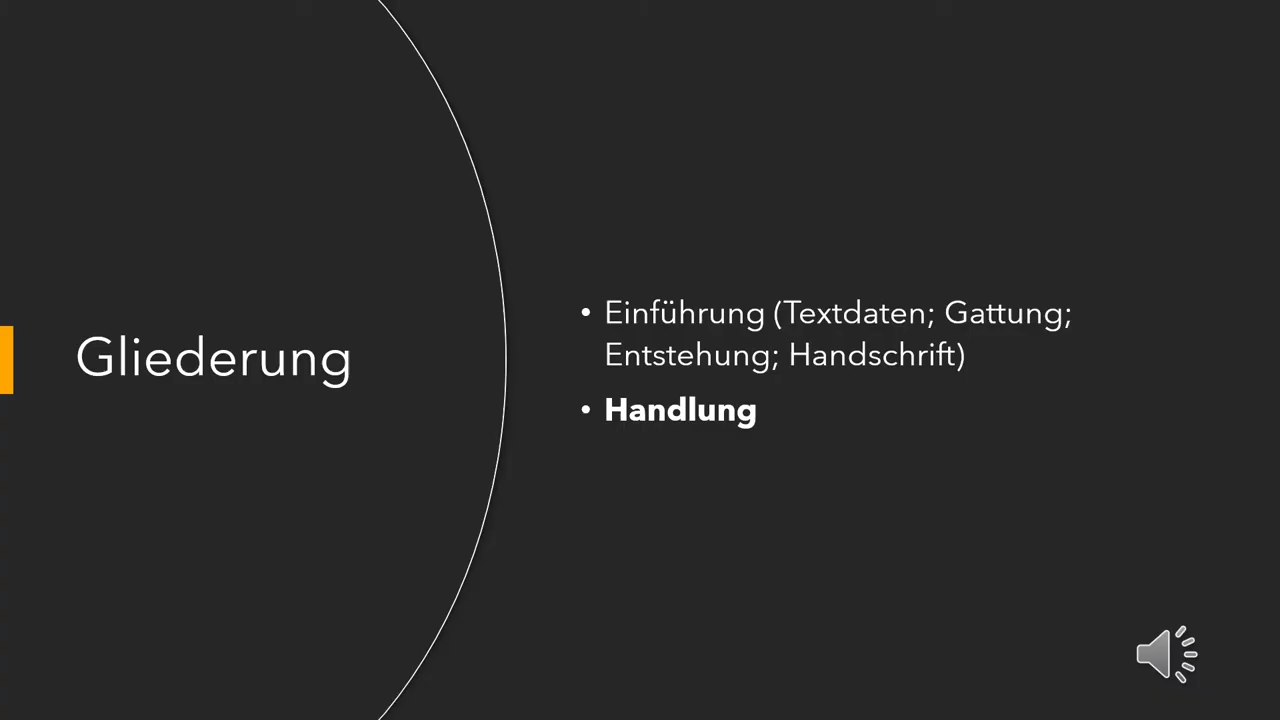 Gliederung
• Einführung (Textdaten; Gattung;
Entstehung; Handschrift)
• Handlung